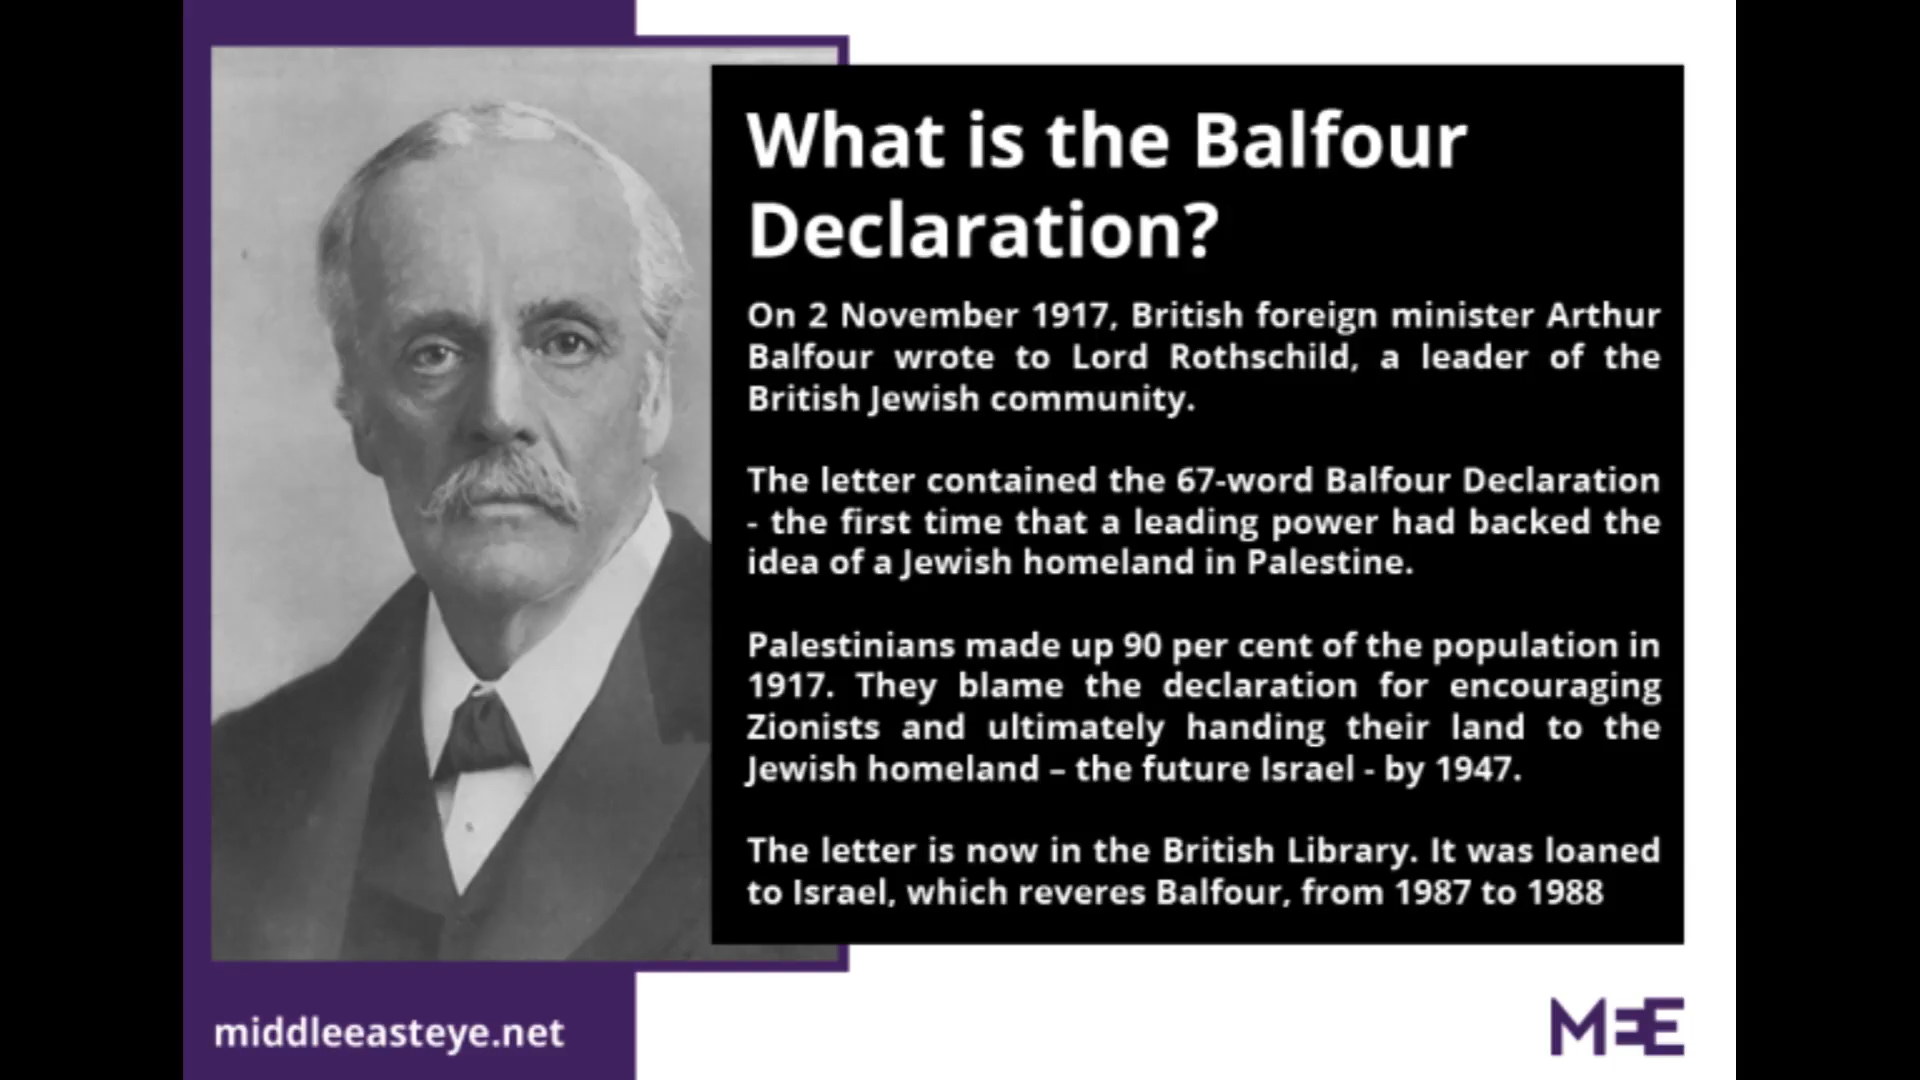 What is the Balfour
Declaration?
On 2 November 1917, British foreign minister Arthur
Balfour wrote to Lord Rothschild, a leader of the
British Jewish community.
The letter contained the 67-word Balfour Declaration
- the first time that a leading power had backed the
idea of a Jewish homeland in Palestine.
Palestinians made up 90 per cent of the population in
1917. They blame the declaration for encouraging
Zionists and ultimately handing their land to the
Jewish homeland – the future Israel - by 1947.
The letter is now in the British Library. It was loaned
to Israel, which reveres Balfour, from 1987 to 1988
middleeasteye.net
MEE